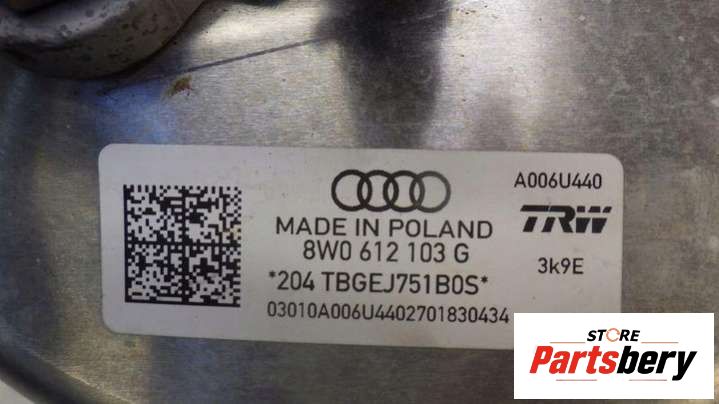 A006U440
MADE IN POLAND
TRW
8W0 612 103 G
3k9E
*204 TBGEJ751B0S*
03010A006U4402701830434
STORE
Partsbery